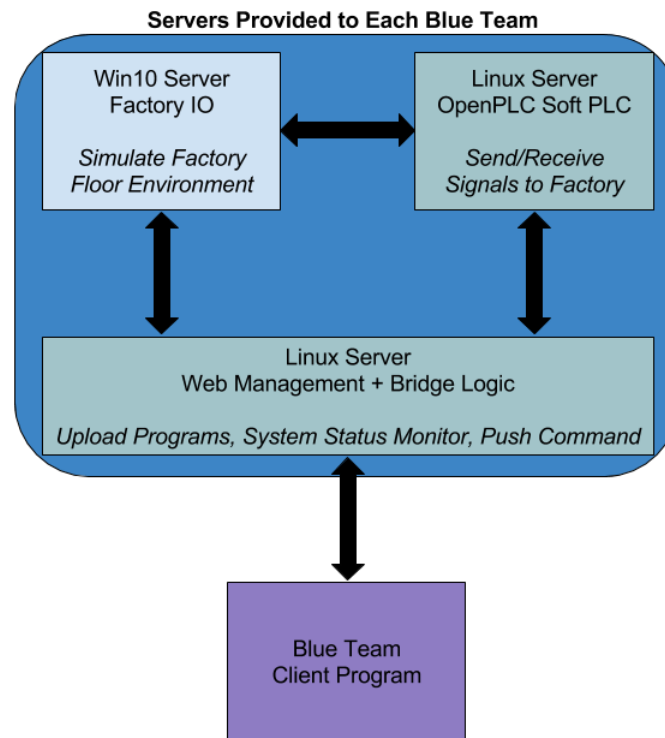 Servers Provided to Each Blue Team
Win10 Server
Factory IO
Simulate Factory
Floor Environment
Linux Server
OpenPLC Soft PLC
Send/Receive
Signals to Factory
Linux Server
Web Management + Bridge Logic
Upload Programs, System Status Monitor, Push Command
Blue Team
Client Program